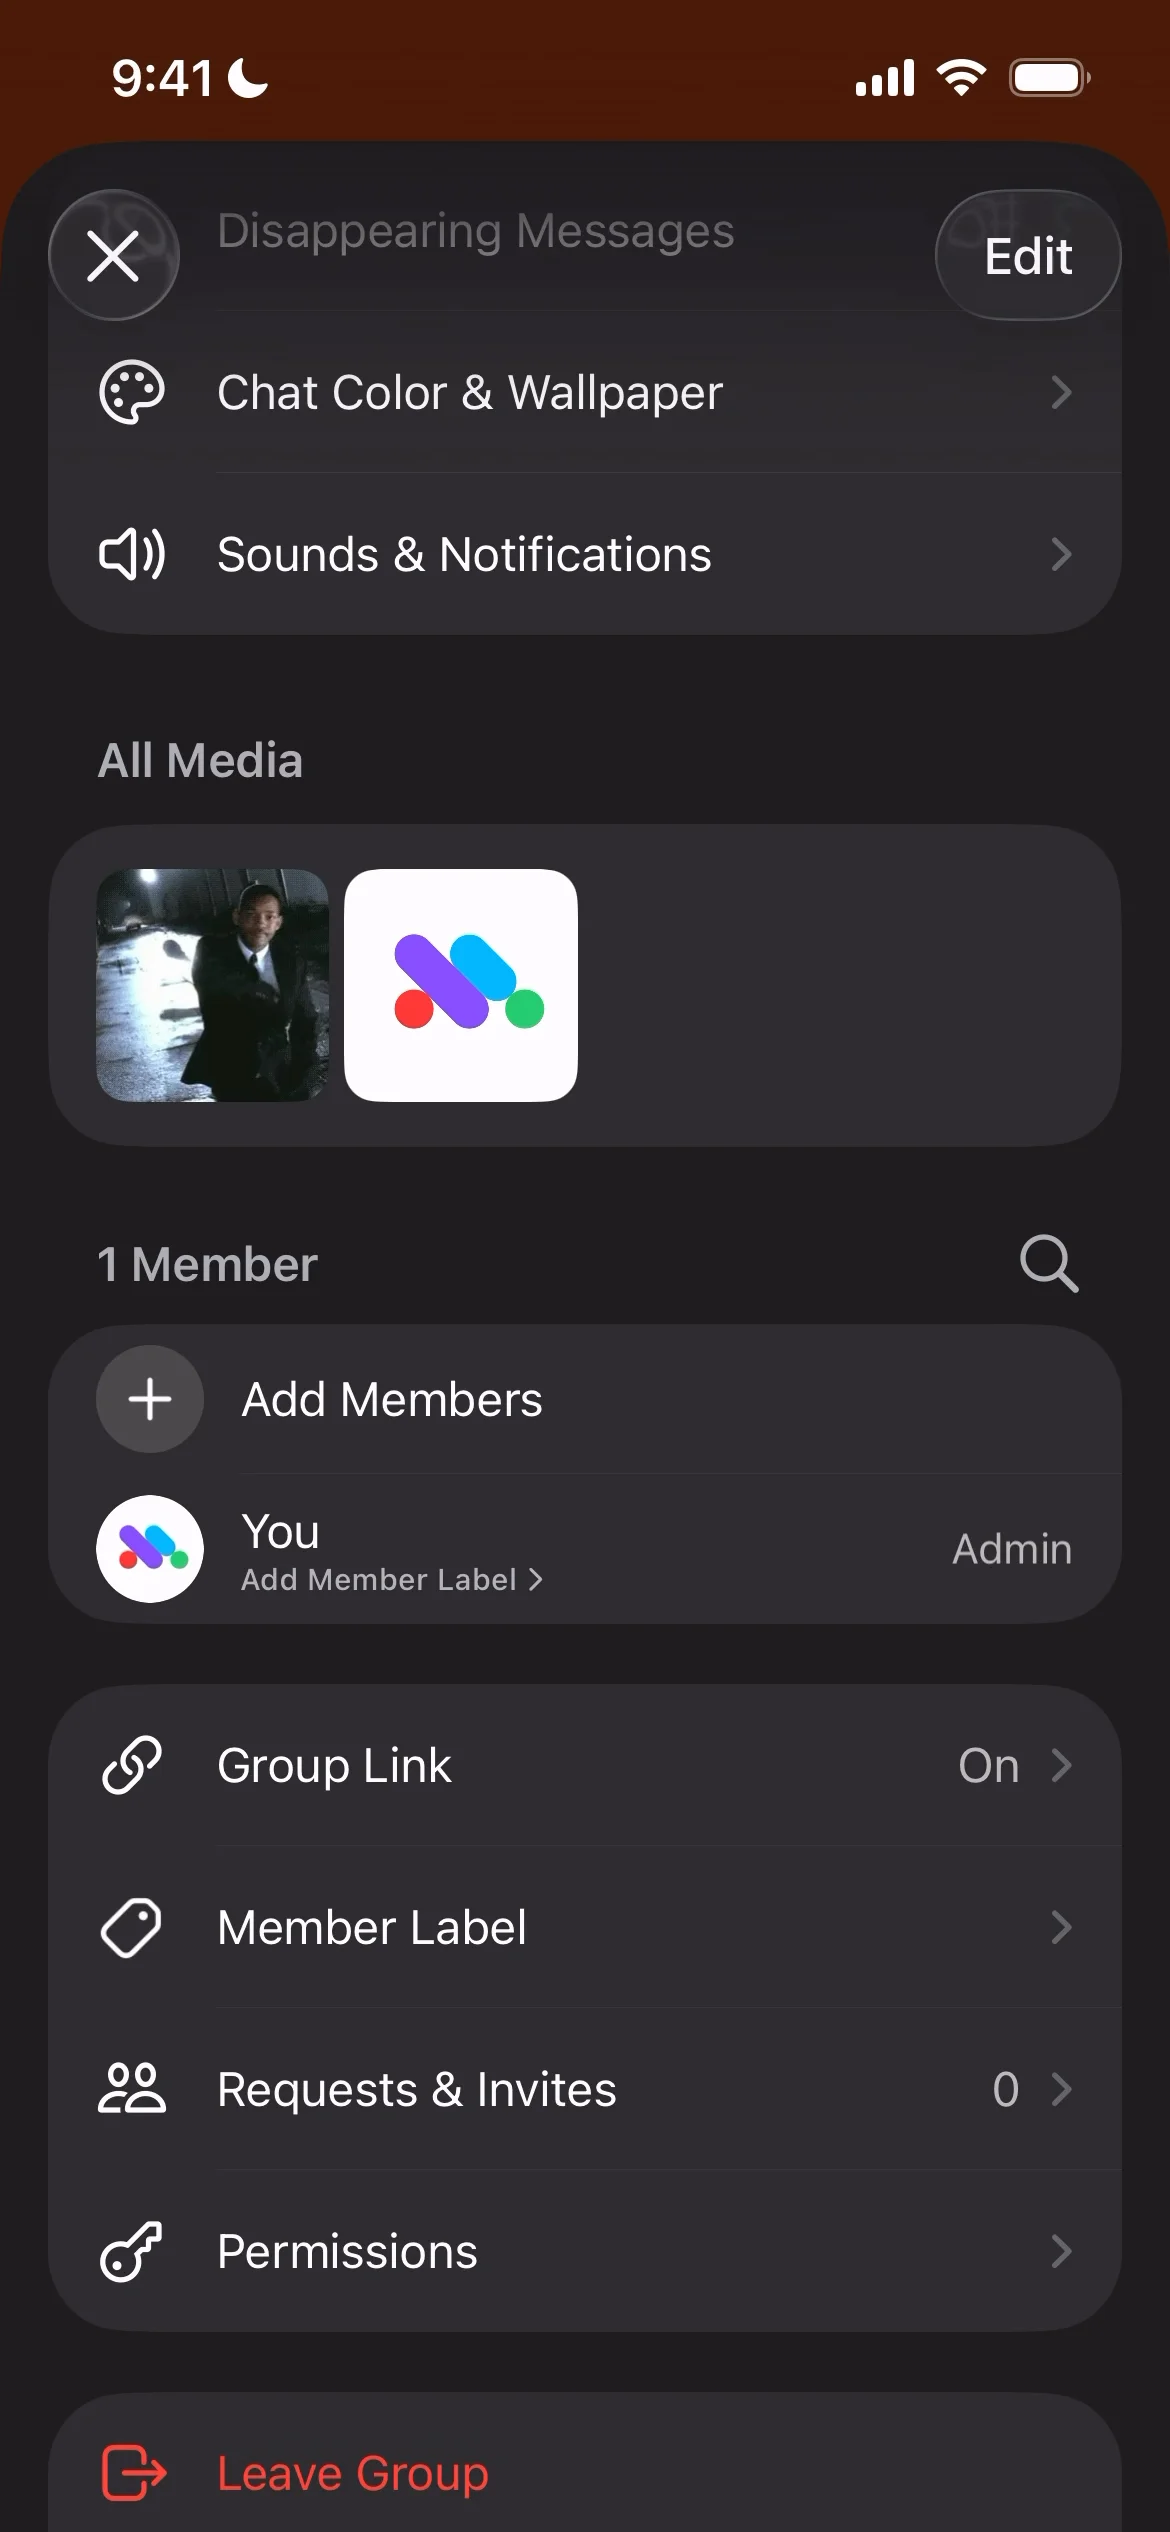 9:41
Disappearing Messages
Edit
Chat Color & Wallpaper
Sounds & Notifications
All Media
1 Member
Add Members
You
Add Member Label
Admin
Group Link
On
Member Label
Requests & Invites
0
Permissions
Leave Group